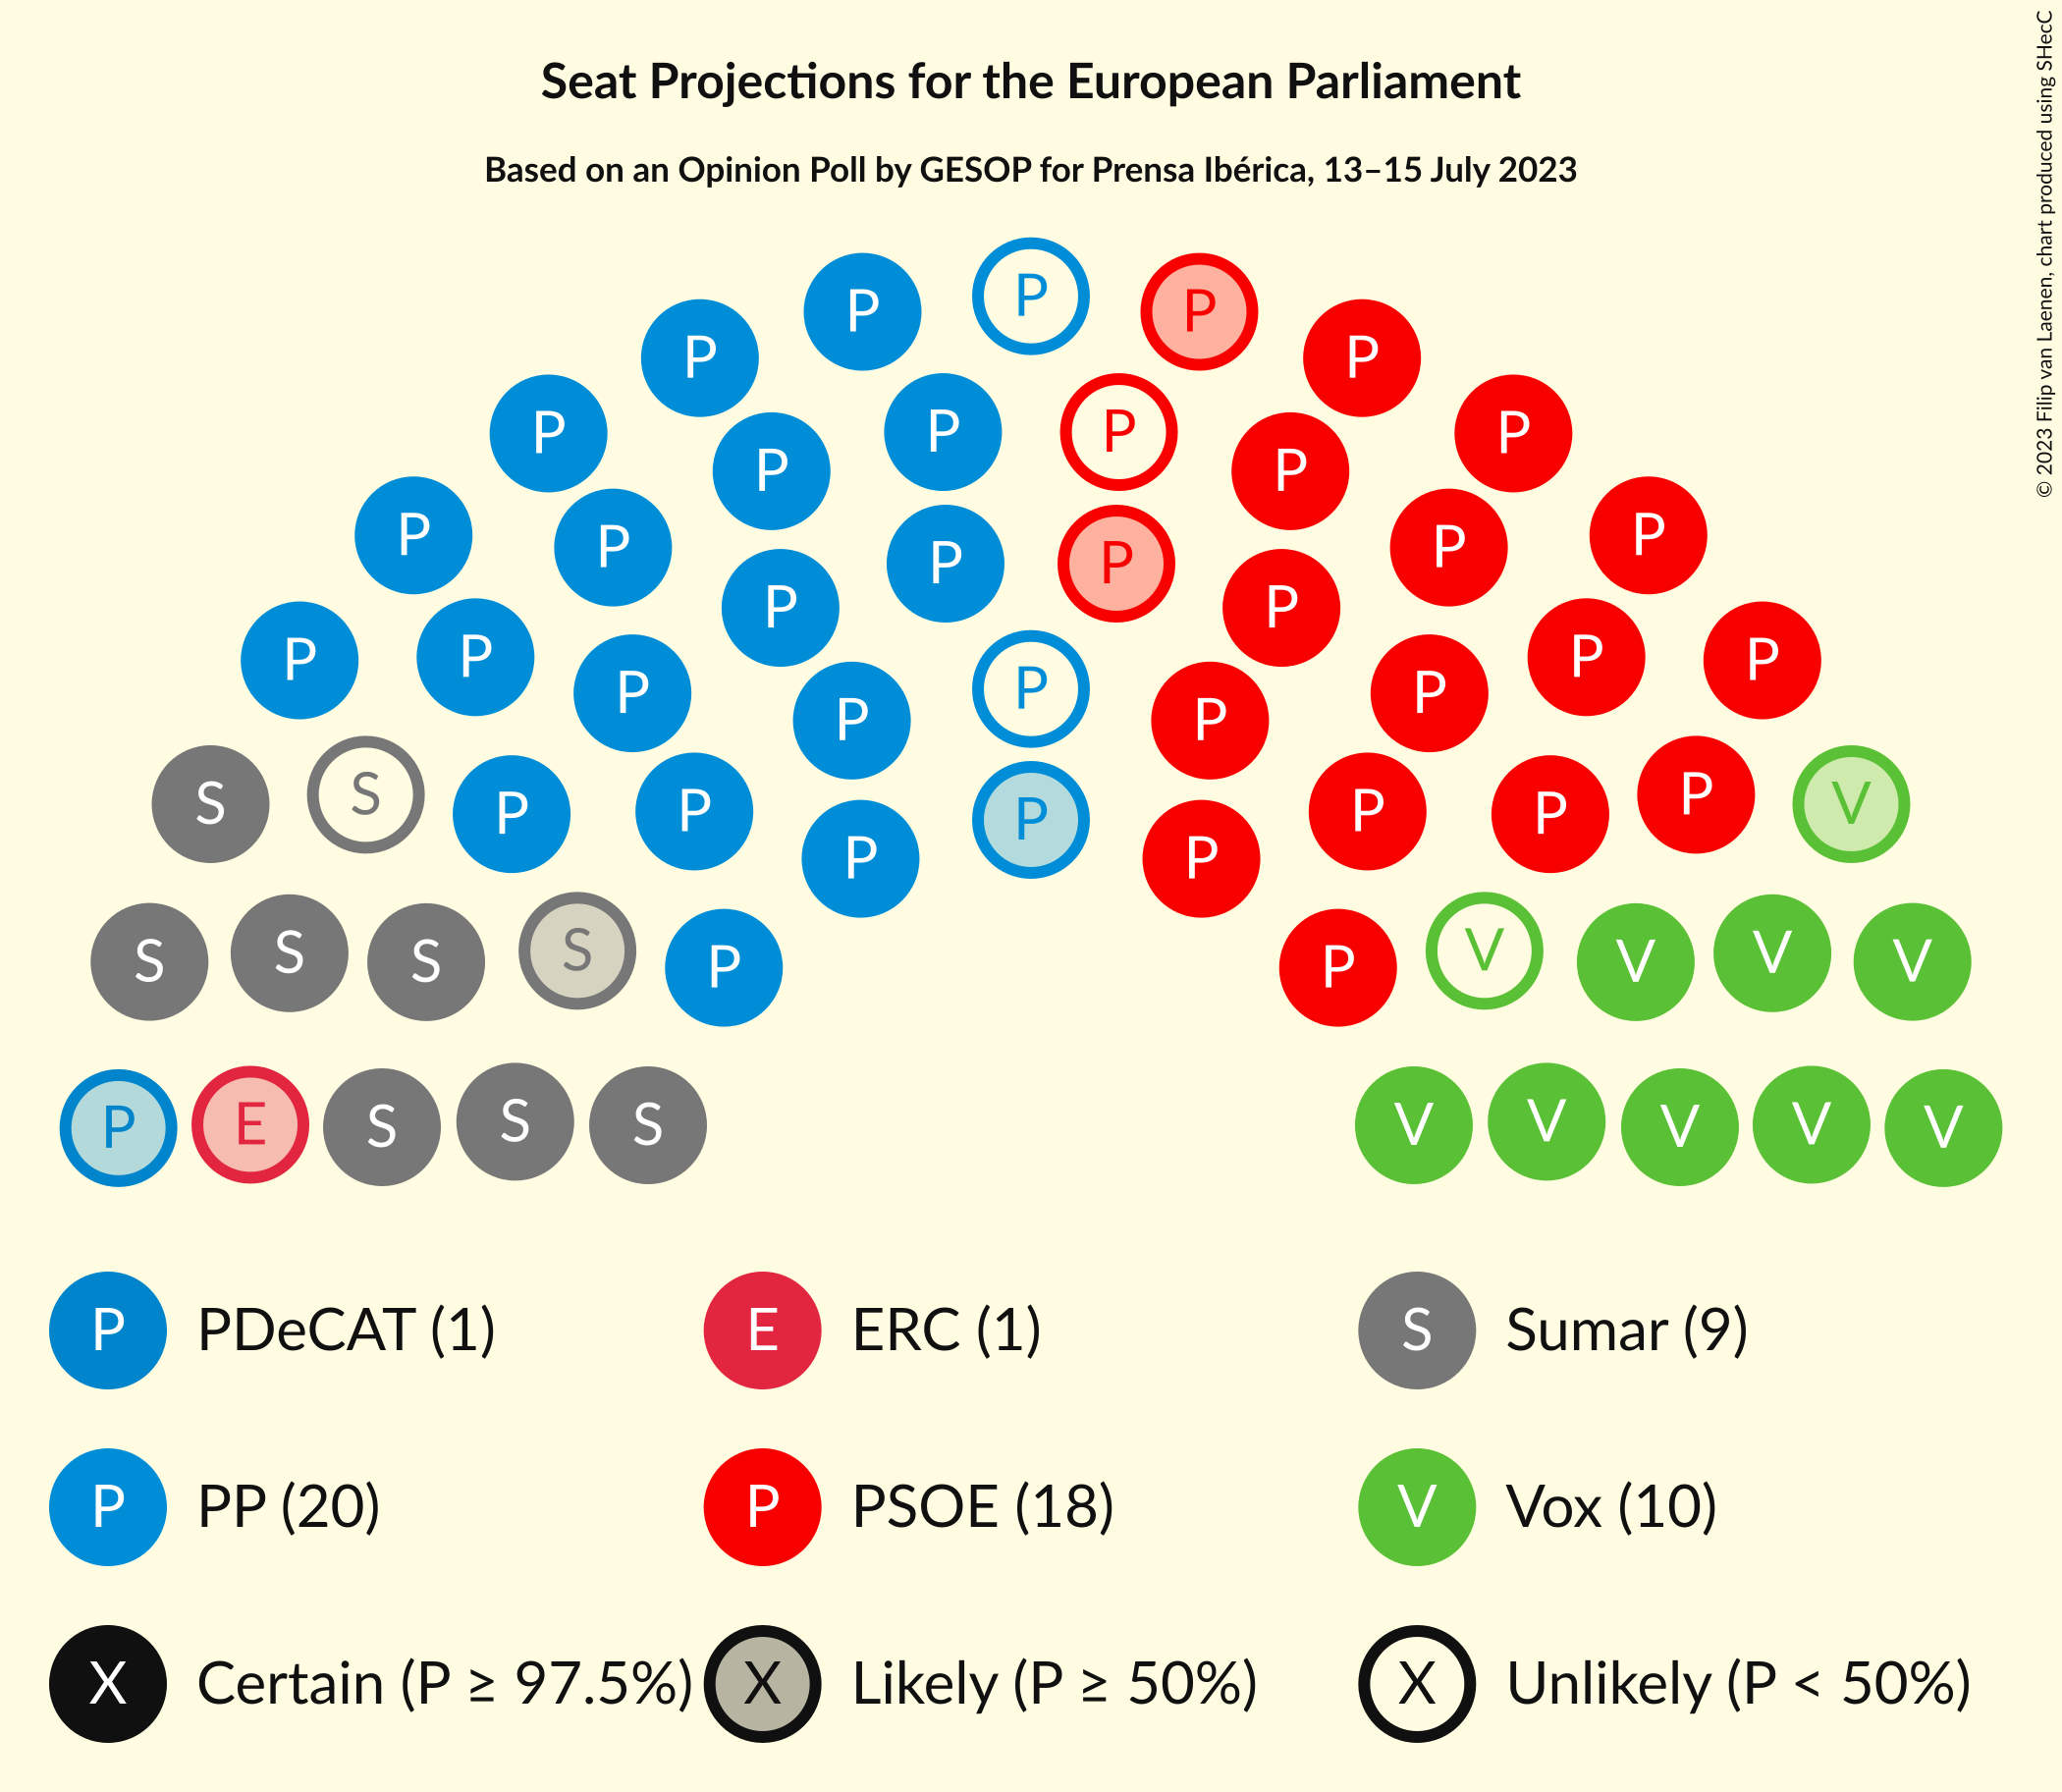 Seat Projections for the European Parliament
Based on an Opinion Poll by GESOP for Prensa Ibérica, 13–15 July 2023
© 2023 Filip van Laenen, chart produced using SHecC
P
P P
P P
P P
P P P P
P P
P P P P
P P
P P P P
P P P P
P
P P
S S P P P P P P P P V
P P
S S S S P P V V V V
P E S S S V V V V V
P PDeCAT (1) E ERC (1) S Sumar (9)
P PP (20) P PSOE (18) V Vox (10)
X Certain (P ≥ 97.5%) X Likely (P ≥ 50%) X Unlikely (P < 50%)